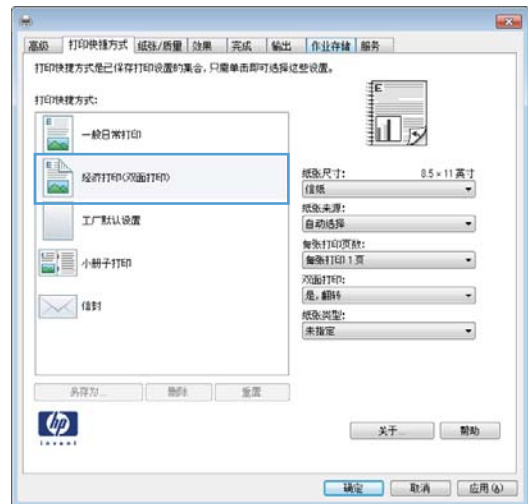 高级 打印快捷方式 纸张/质量 效果 完成 输出 作业存储 服务
打印快捷方式是已保存打印设置的集合，只需单击即可选择这些设置。
打印快捷方式:
一般日常打印
经济打印(双面打印)
工厂默认设置
小册子打印
信封
另存为... 删除 重置
E
纸张尺寸: 8.5 × 11 英寸
信纸
纸张来源:
自动选择
每张打印页数:
每张打印 1 页
双面打印:
是，翻转
纸张类型:
未指定
hp
invent
关于... 帮助
确定 取消 应用(A)